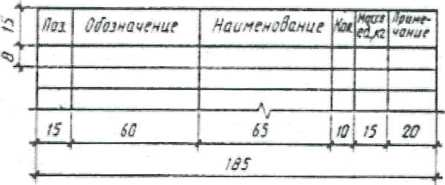 15
Поз.
Обозначение
Наименование
Кол.
Масса
ед.,кг
Приме-
чание
8
15
60
65
10
15
20
185